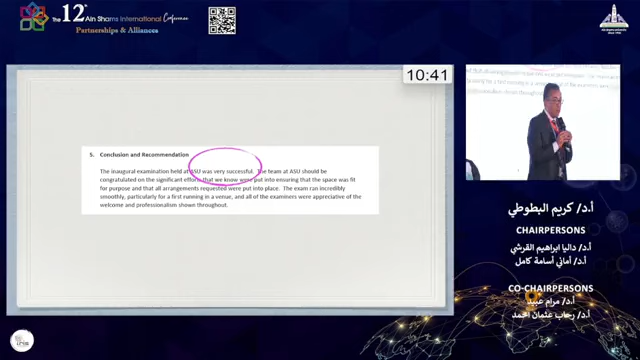 The 12th Ain Shams International Conference
Partnerships & Alliances
10:41
5. Conclusion and Recommendation
The inaugural examination held at ASU was very successful. The team at ASU should be
congratulated on the significant efforts that we know were put into ensuring that the space was fit
for purpose and that all arrangements requested were put into place. The exam ran incredibly
smoothly, particularly for a first running in a venue, and all of the examiners were appreciative of the
welcome and professionalism shown throughout.
أ.د/ كريم البطوطي
CHAIRPERSONS
أ.د/ داليا ابراهيم القرشي
أ.د/ أماني أسامة كامل
CO-CHAIRPERSONS
أ.د/ مرام عبيد
أ.د/ رحاب عثمان احمد